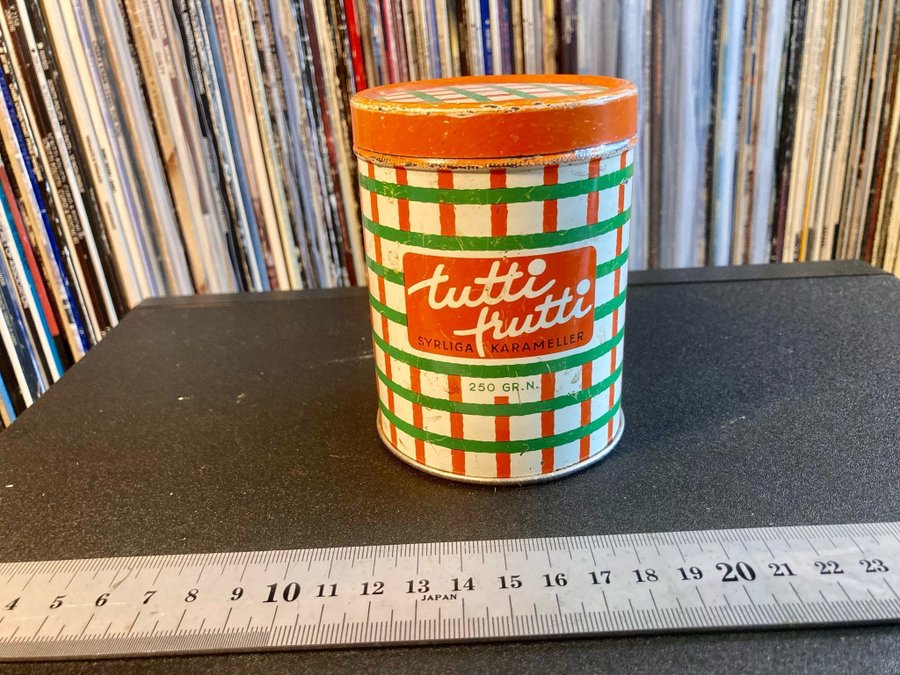 tutti
frutti
SYRLIGA KARAMELLER
250 GR.N.
4 5 6 7 8 9 10 11 12 13 14 15 16 17 18 19 20 21 22 23
JAPAN